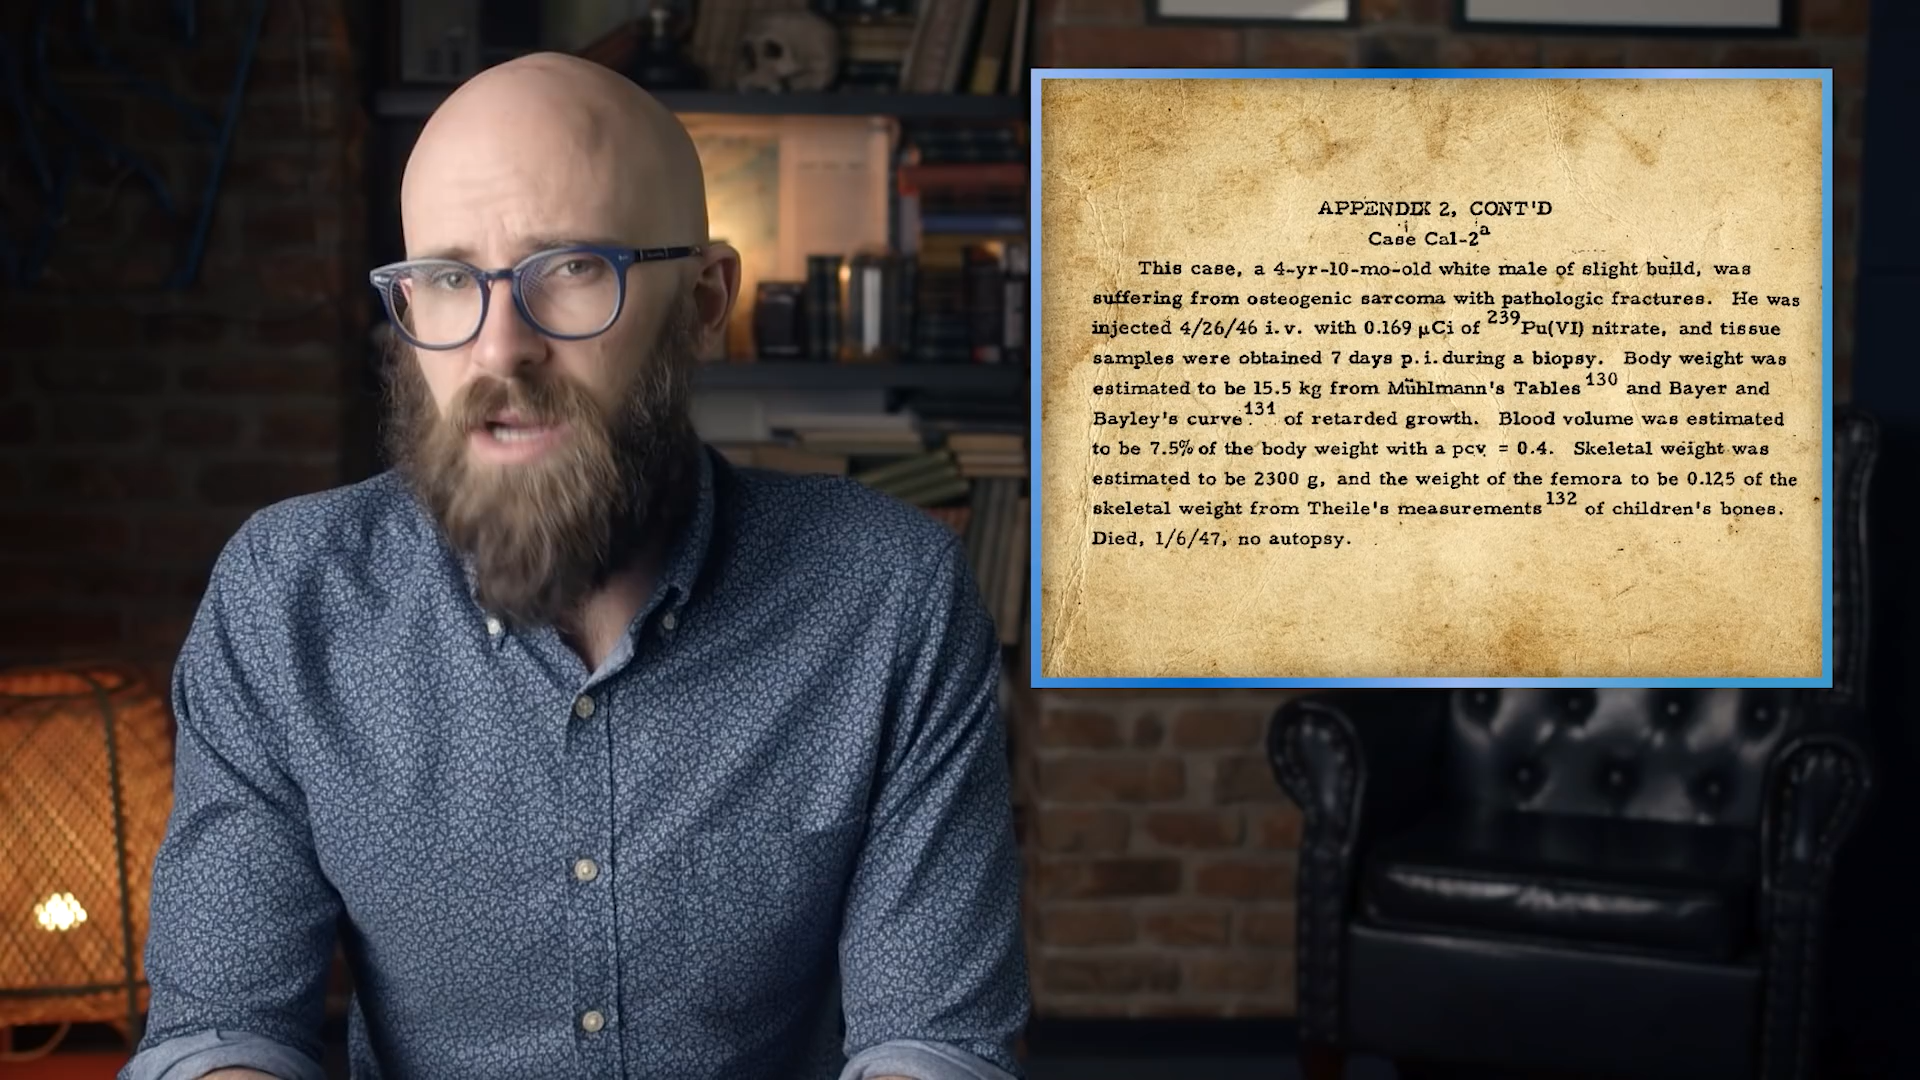 APPENDIX 2, CONT'D
Case Cal-2a
This case, a 4-yr-10-mo-old white male of slight build, was
suffering from osteogenic sarcoma with pathologic fractures. He was
injected 4/26/46 i.v. with 0.169 μCi of 239Pu(VI) nitrate, and tissue
samples were obtained 7 days p.i. during a biopsy. Body weight was
estimated to be 15.5 kg from Mühlmann's Tables 130 and Bayer and
Bayley's curve 131 of retarded growth. Blood volume was estimated
to be 7.5% of the body weight with a pcv = 0.4. Skeletal weight was
estimated to be 2300 g, and the weight of the femora to be 0.125 of the
skeletal weight from Theile's measurements 132 of children's bones.
Died, 1/6/47, no autopsy.